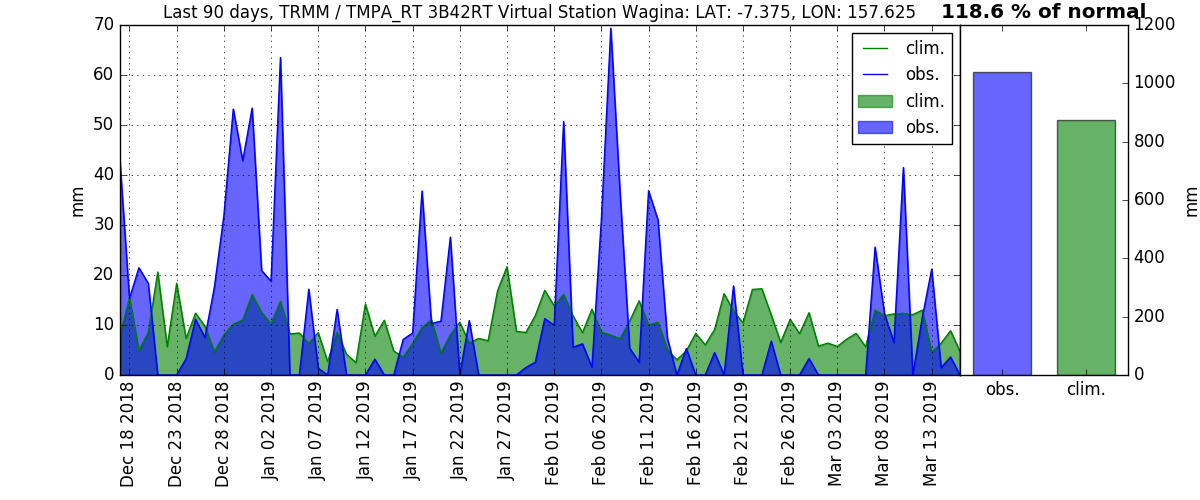 Last 90 days, TRMM / TMPA_RT 3B42RT Virtual Station Wagina: LAT: -7.375, LON: 157.625
118.6 % of normal
mm
70
60
50
40
30
20
10
0
clim.
obs.
clim.
obs.
1200
1000
800
600
400
200
0
mm
Dec 18 2018
Dec 23 2018
Dec 28 2018
Jan 02 2019
Jan 07 2019
Jan 12 2019
Jan 17 2019
Jan 22 2019
Jan 27 2019
Feb 01 2019
Feb 06 2019
Feb 11 2019
Feb 16 2019
Feb 21 2019
Feb 26 2019
Mar 03 2019
Mar 08 2019
Mar 13 2019
obs.
clim.